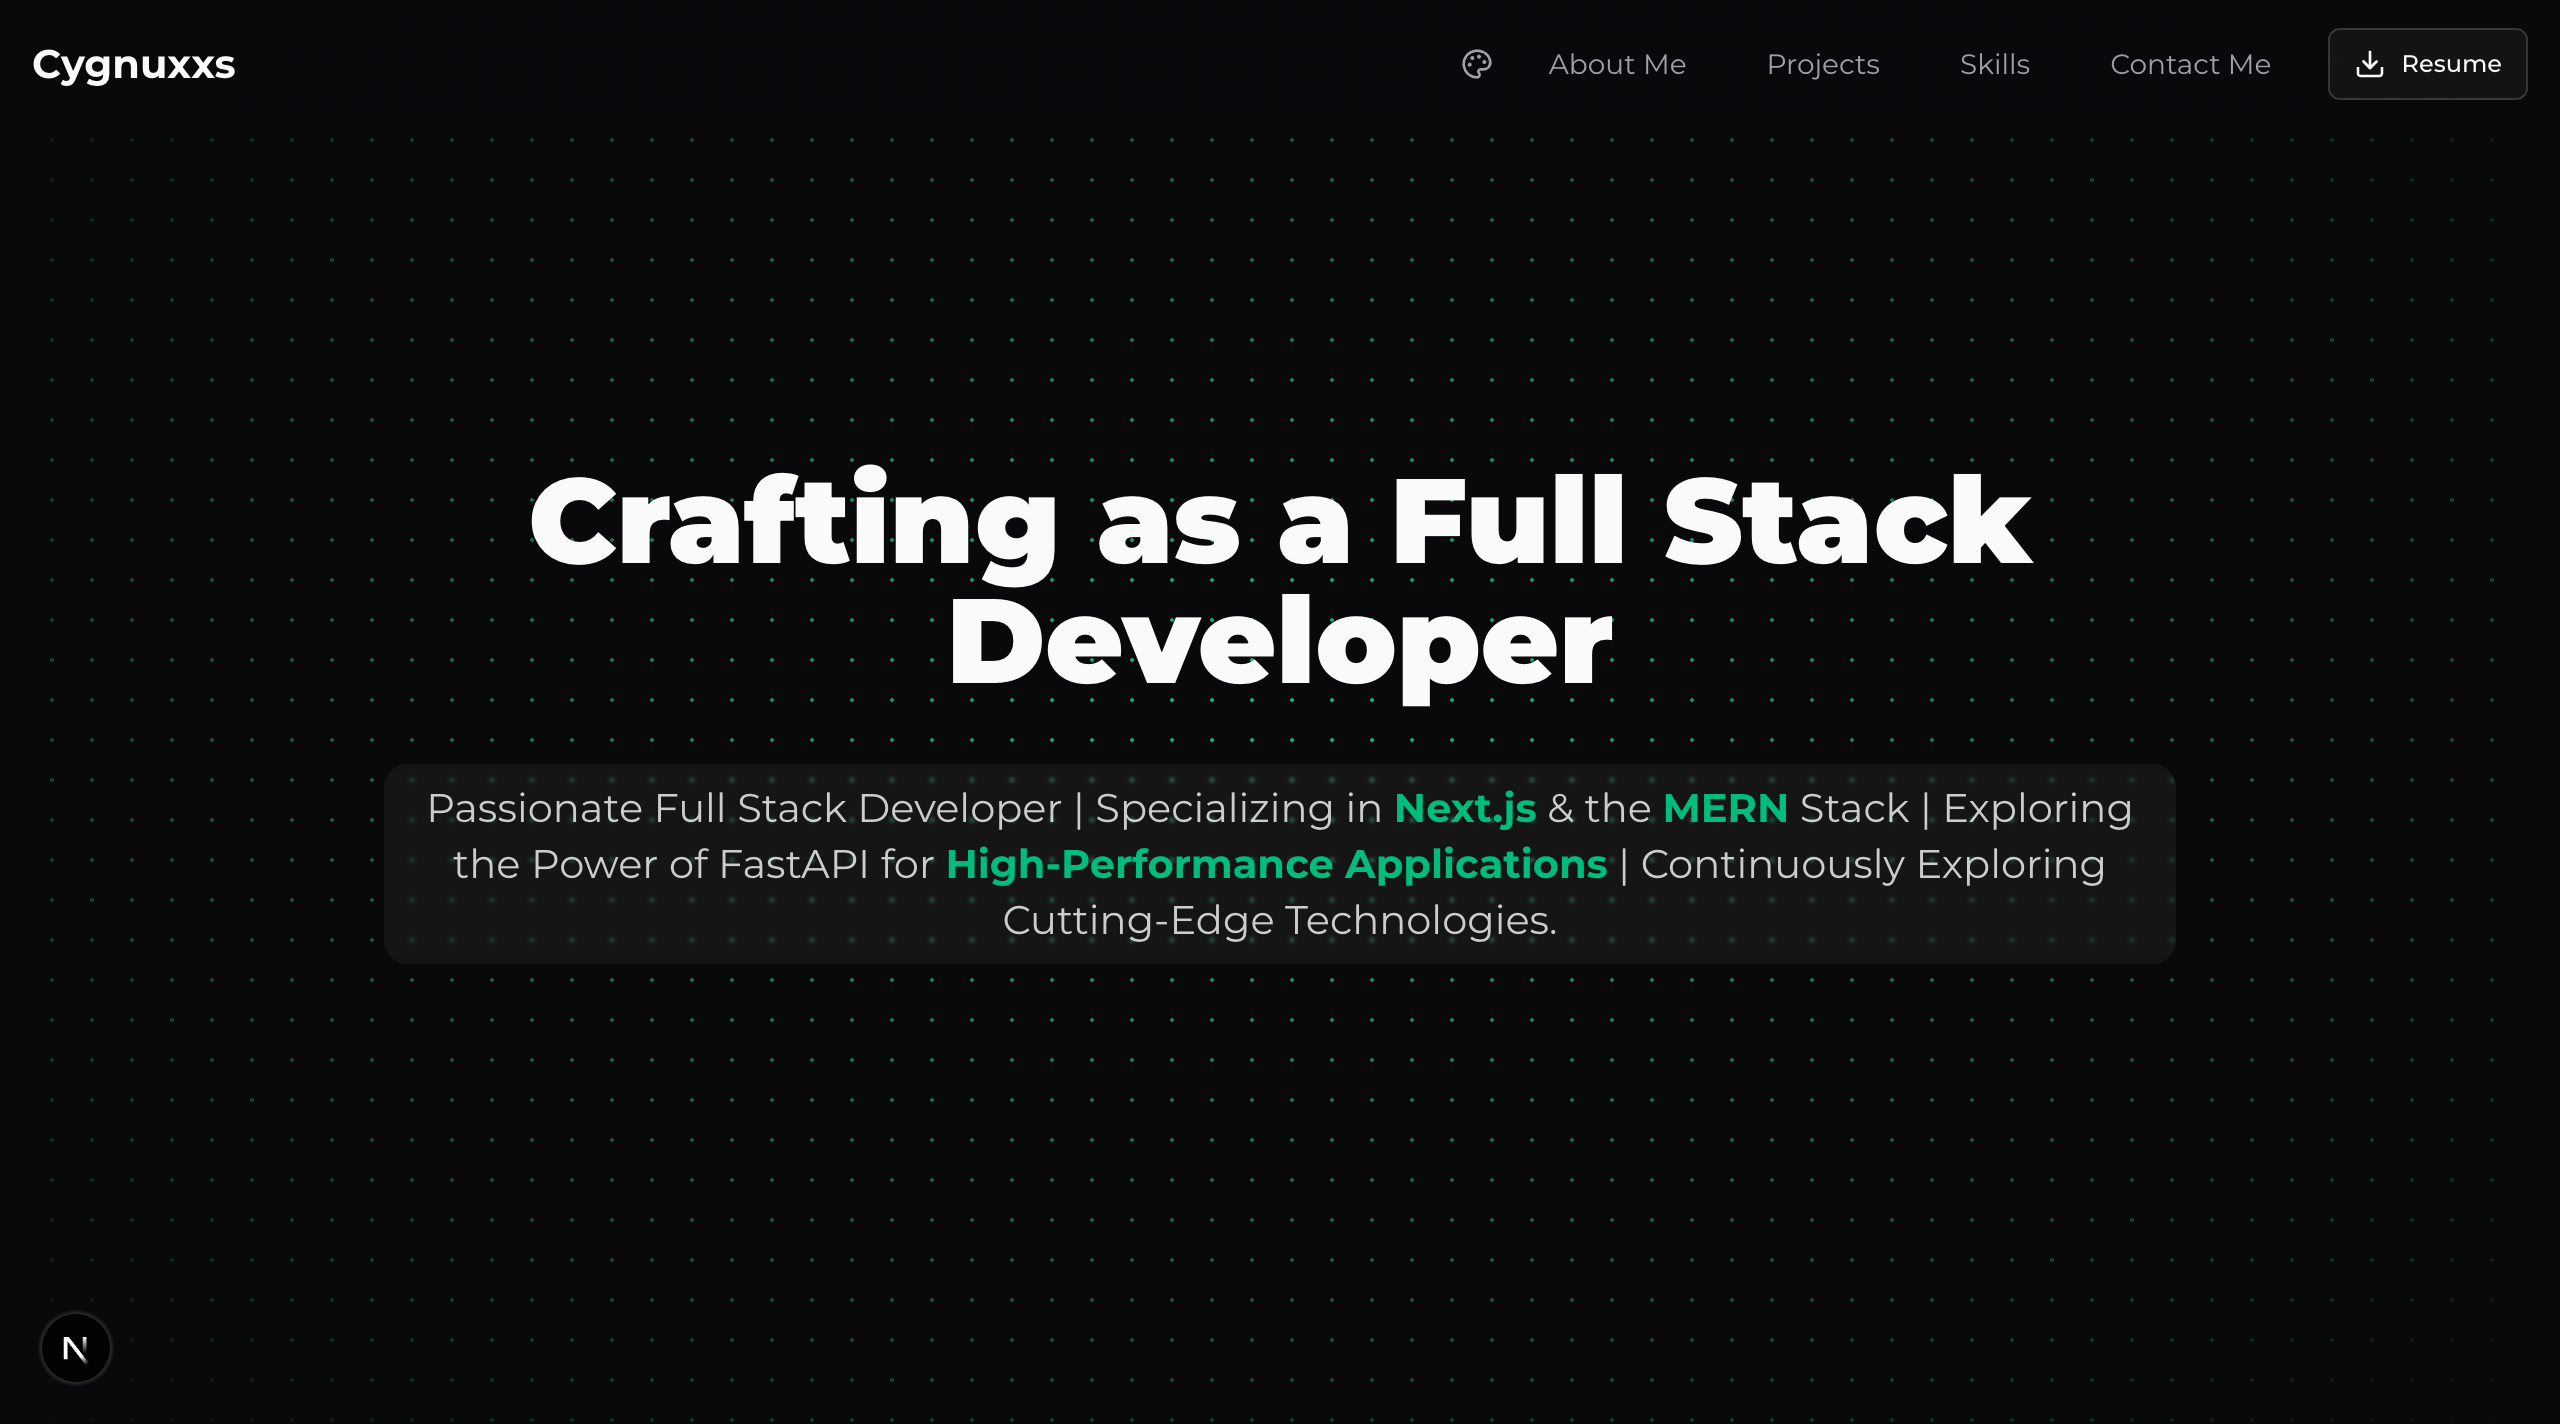 Cygnuxxs
About Me
Projects
Skills
Contact Me
Resume
Crafting as a Full Stack
Developer
Passionate Full Stack Developer | Specializing in Next.js & the MERN Stack | Exploring
the Power of FastAPI for High-Performance Applications | Continuously Exploring
Cutting-Edge Technologies.
N